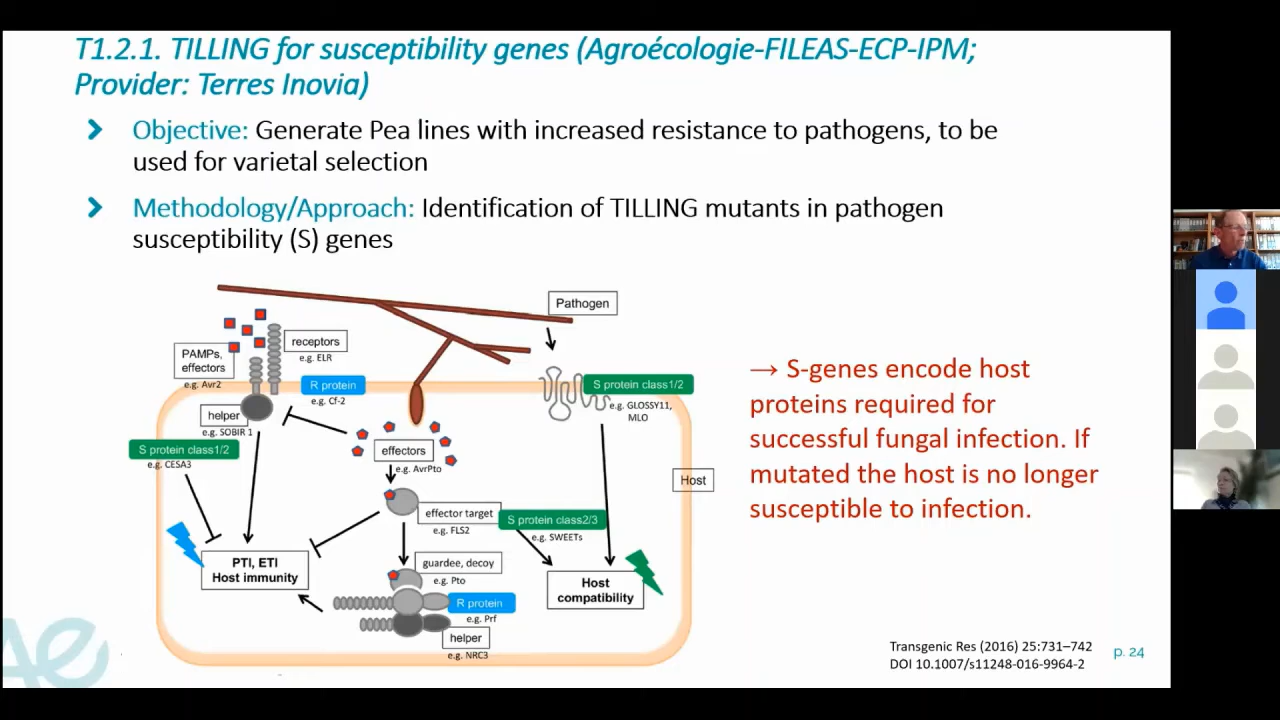 T1.2.1. TILLING for susceptibility genes (Agroécologie-FILEAS-ECP-IPM;
Provider: Terres Inovia)
Objective: Generate Pea lines with increased resistance to pathogens, to be
used for varietal selection
Methodology/Approach: Identification of TILLING mutants in pathogen
susceptibility (S) genes
Pathogen
receptors
e.g. ELR
PAMPs,
effectors
e.g. Avr2
R protein
e.g. Cf-2
S protein class1/2
e.g. GLOSSY11,
MLO
helper
e.g. SOBIR 1
S protein class1/2
e.g. CESA3
effectors
e.g. AvrPto
Host
effector target
e.g. FLS2
S protein class2/3
e.g. SWEETs
PTI, ETI
Host immunity
guardee, decoy
e.g. Pto
Host
compatibility
R protein
e.g. Prf
helper
e.g. NRC3
→ S-genes encode host
proteins required for
successful fungal infection. If
mutated the host is no longer
susceptible to infection.
Transgenic Res (2016) 25:731–742
DOI 10.1007/s11248-016-9964-2
p. 24